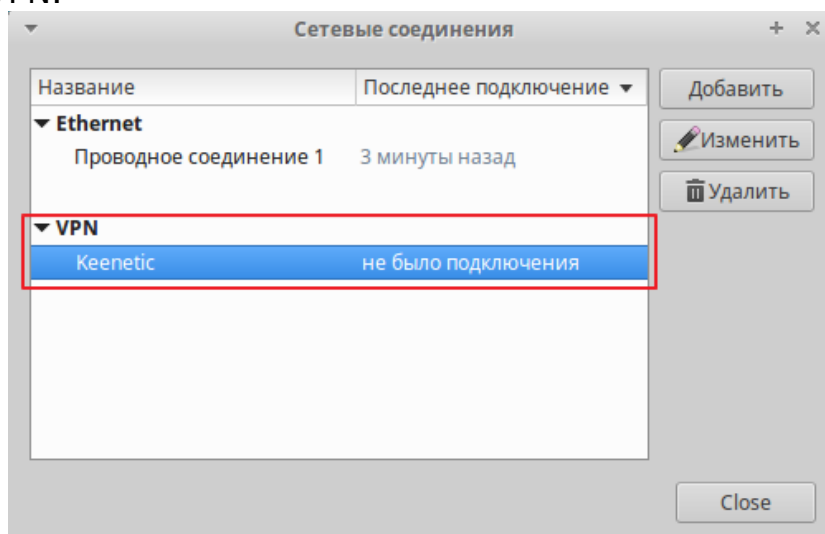 Сетевые соединения
Название Последнее подключение
Ethernet
Проводное соединение 1 3 минуты назад
VPN
Keenetic не было подключения
Добавить
Изменить
Удалить
Close